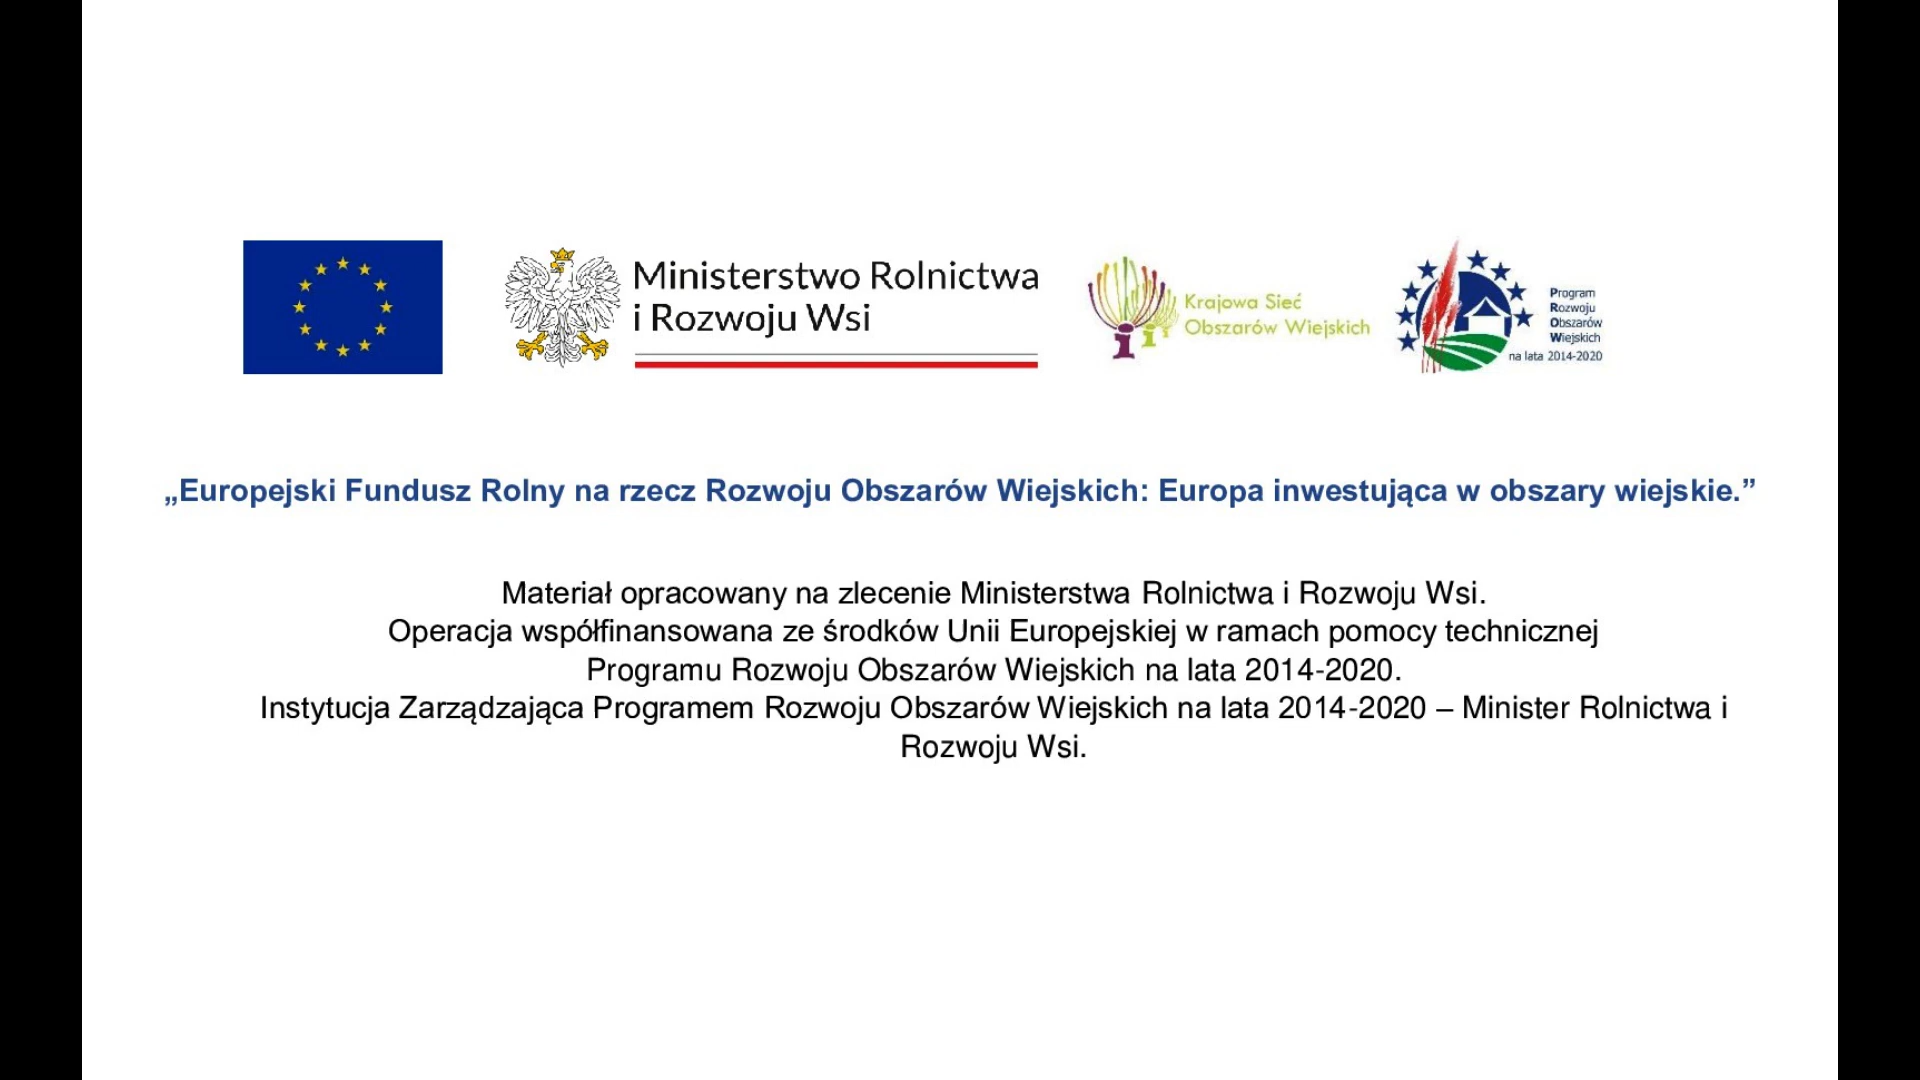 Ministerstwo Rolnictwa
i Rozwoju Wsi
Krajowa Sieć
Obszarów Wiejskich
Program
Rozwoju
Obszarów
Wiejskich
na lata 2014-2020
„Europejski Fundusz Rolny na rzecz Rozwoju Obszarów Wiejskich: Europa inwestująca w obszary wiejskie.”
Materiał opracowany na zlecenie Ministerstwa Rolnictwa i Rozwoju Wsi.
Operacja współfinansowana ze środków Unii Europejskiej w ramach pomocy technicznej
Programu Rozwoju Obszarów Wiejskich na lata 2014-2020.
Instytucja Zarządzająca Programem Rozwoju Obszarów Wiejskich na lata 2014-2020 – Minister Rolnictwa i
Rozwoju Wsi.